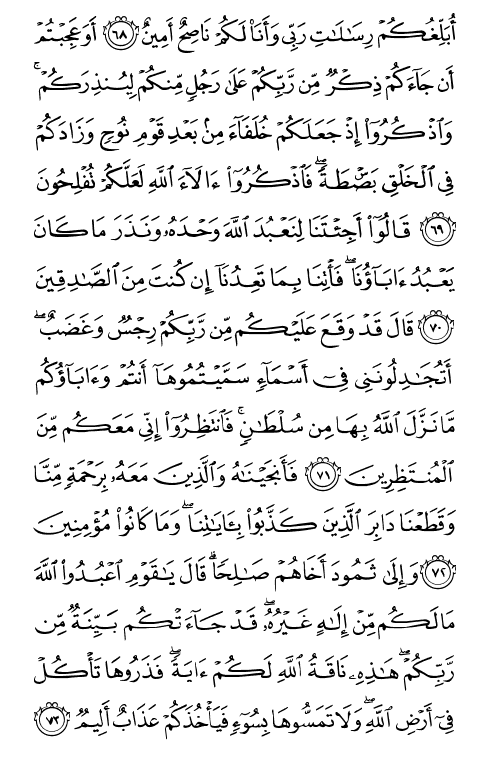 أُبَلِّغُكُمۡ رِسَٰلَٰتِ رَبِّي وَأَنَا۠ لَكُمۡ نَاصِحٌ أَمِينٌ ٦٨ أَوَعَجِبۡتُمۡ
أَن جَآءَكُمۡ ذِكۡرٞ مِّن رَّبِّكُمۡ عَلَىٰ رَجُلٖ مِّنكُمۡ لِيُنذِرَكُمۡۚ
وَٱذۡكُرُوٓاْ إِذۡ جَعَلَكُمۡ خُلَفَآءَ مِنۢ بَعۡدِ قَوۡمِ نُوحٖ وَزَادَكُمۡ
فِي ٱلۡخَلۡقِ بَصۜۡطَةٗۖ فَٱذۡكُرُوٓاْ ءَالَآءَ ٱللَّهِ لَعَلَّكُمۡ تُفۡلِحُونَ
٦٩ قَالُوٓاْ أَجِئۡتَنَا لِنَعۡبُدَ ٱللَّهَ وَحۡدَهُۥ وَنَذَرَ مَا كَانَ
يَعۡبُدُ ءَابَآؤُنَا فَأۡتِنَا بِمَا تَعِدُنَآ إِن كُنتَ مِنَ ٱلصَّٰدِقِينَ
٧٠ قَالَ قَدۡ وَقَعَ عَلَيۡكُم مِّن رَّبِّكُمۡ رِجۡسٞ وَغَضَبٌۖ
أَتُجَٰدِلُونَنِي فِيٓ أَسۡمَآءٖ سَمَّيۡتُمُوهَآ أَنتُمۡ وَءَابَآؤُكُم
مَّا نَزَّلَ ٱللَّهُ بِهَا مِن سُلۡطَٰنٖۚ فَٱنتَظِرُوٓاْ إِنِّي مَعَكُم مِّنَ
ٱلۡمُنتَظِرِينَ ٧١ فَأَنجَيۡنَٰهُ وَٱلَّذِينَ مَعَهُۥ بِرَحۡمَةٖ مِّنَّا
وَقَطَعۡنَا دَابِرَ ٱلَّذِينَ كَذَّبُواْ بِـَٔايَٰتِنَاۖ وَمَا كَانُواْ مُؤۡمِنِينَ
٧٢ وَإِلَىٰ ثَمُودَ أَخَاهُمۡ صَٰلِحٗاۚ قَالَ يَٰقَوۡمِ ٱعۡبُدُواْ ٱللَّهَ
مَا لَكُم مِّنۡ إِلَٰهٍ غَيۡرُهُۥۖ قَدۡ جَآءَتۡكُم بَيِّنَةٞ مِّن
رَّبِّكُمۡۖ هَٰذِهِۦ نَاقَةُ ٱللَّهِ لَكُمۡ ءَايَةٗۖ فَذَرُوهَا تَأۡكُلۡ
فِيٓ أَرۡضِ ٱللَّهِۖ وَلَا تَمَسُّوهَا بِسُوٓءٖ فَيَأۡخُذَكُمۡ عَذَابٌ أَلِيمٞ ٧٣